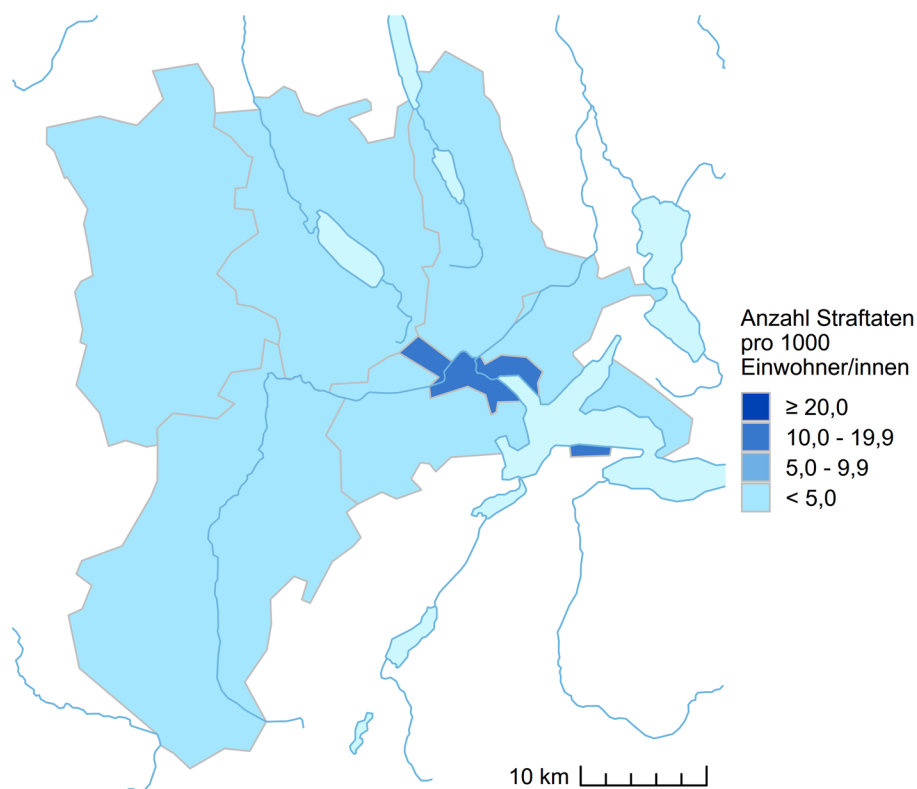 Anzahl Straftaten
pro 1000
Einwohner/innen
≥ 20,0
10,0 - 19,9
5,0 - 9,9
< 5,0
10 km